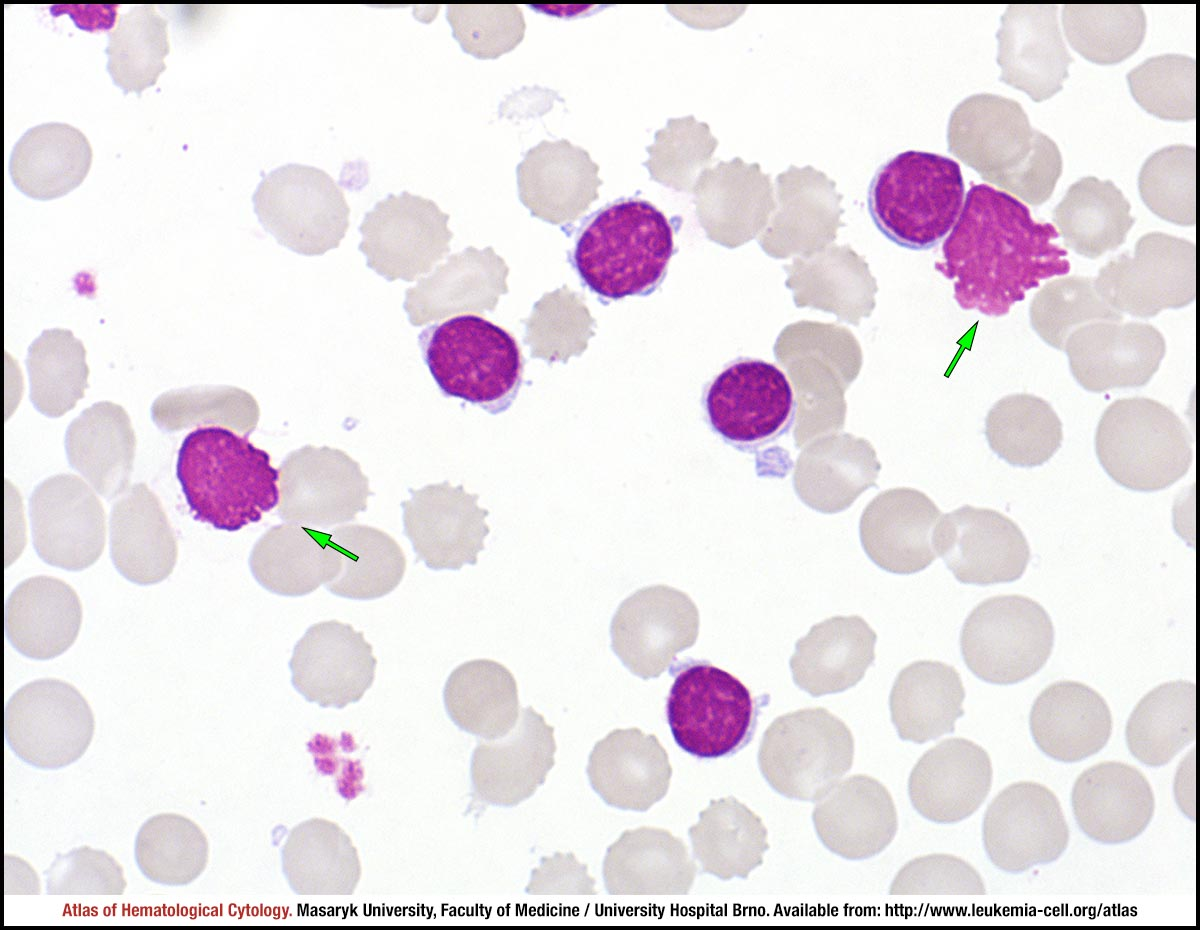 Atlas of Hematological Cytology. Masaryk University, Faculty of Medicine / University Hospital Brno. Available from: http://www.leukemia-cell.org/atlas